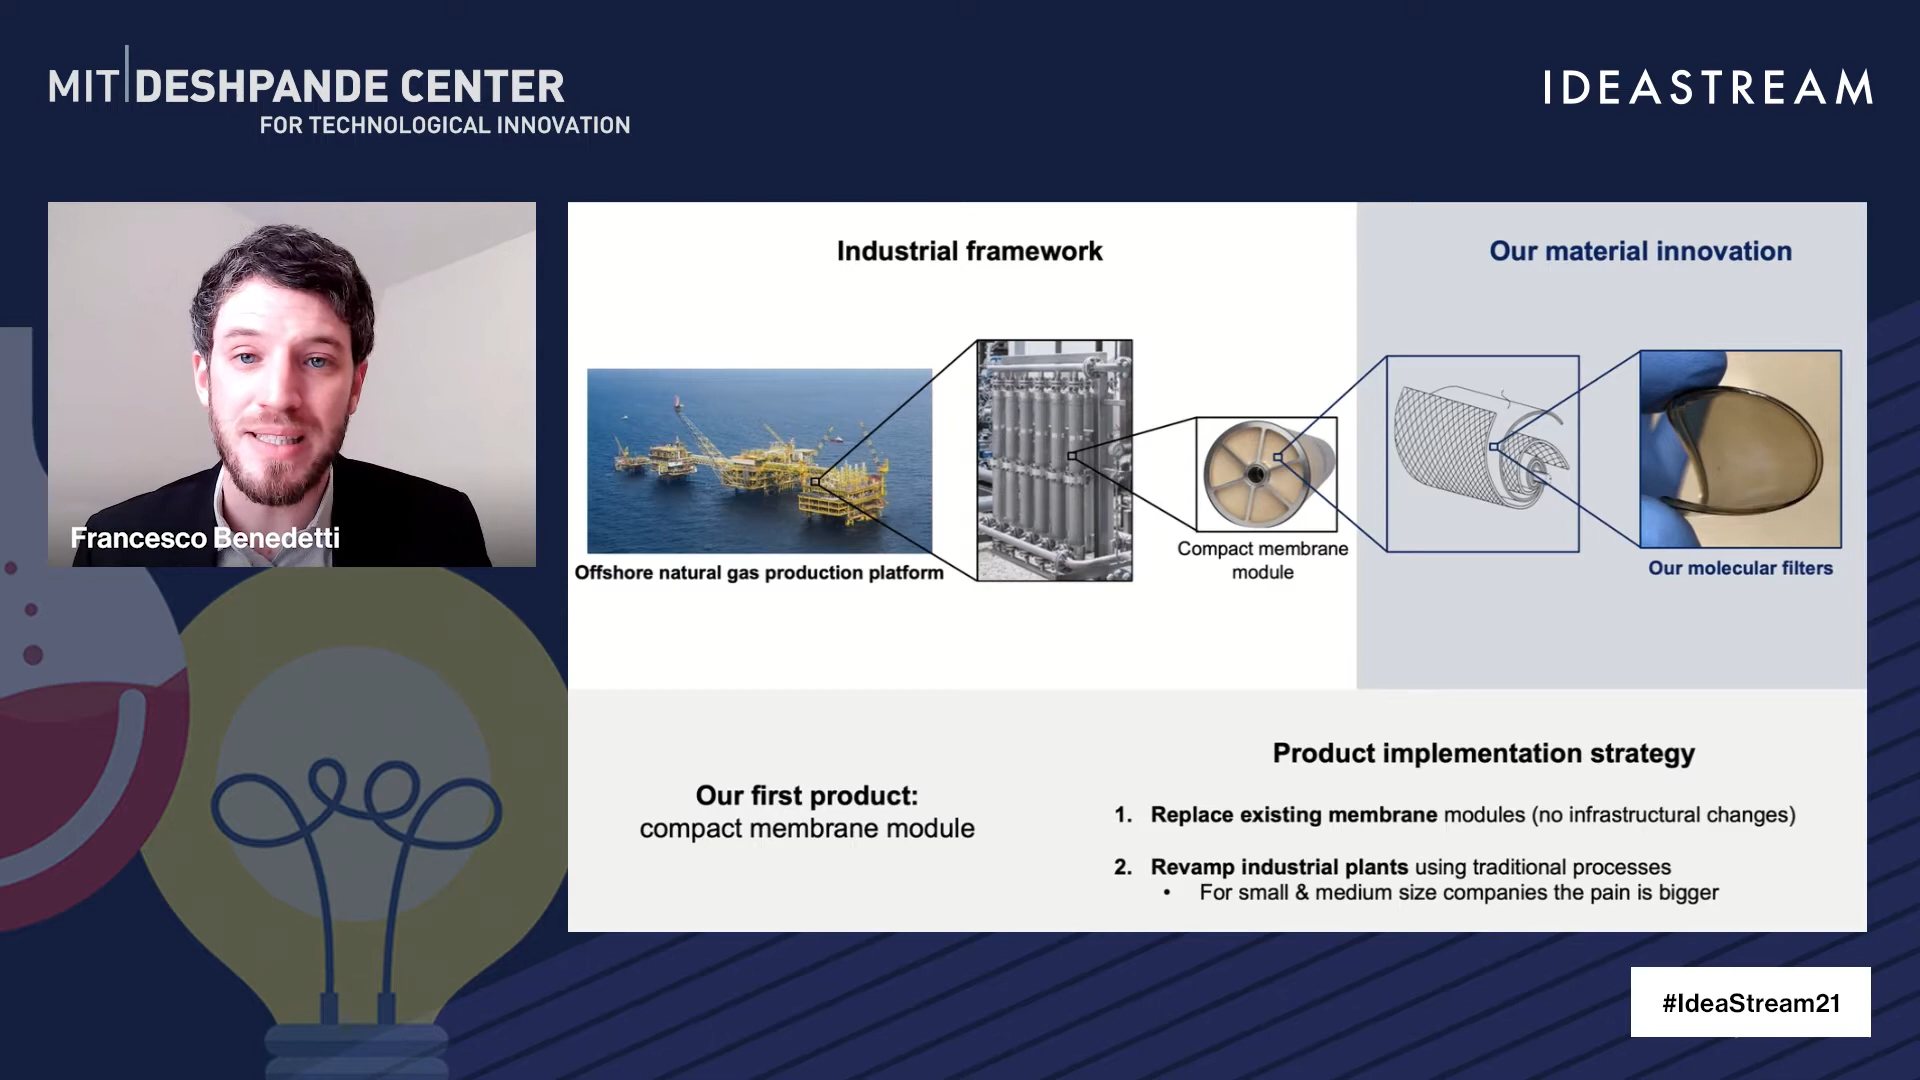 MIT DESHPANDE CENTER
FOR TECHNOLOGICAL INNOVATION
IDEASTREAM
Francesco Benedetti
Industrial framework
Our material innovation
Offshore natural gas production platform
Compact membrane
module
Our molecular filters
Our first product:
compact membrane module
Product implementation strategy
1. Replace existing membrane modules (no infrastructural changes)
2. Revamp industrial plants using traditional processes
• For small & medium size companies the pain is bigger
#IdeaStream21